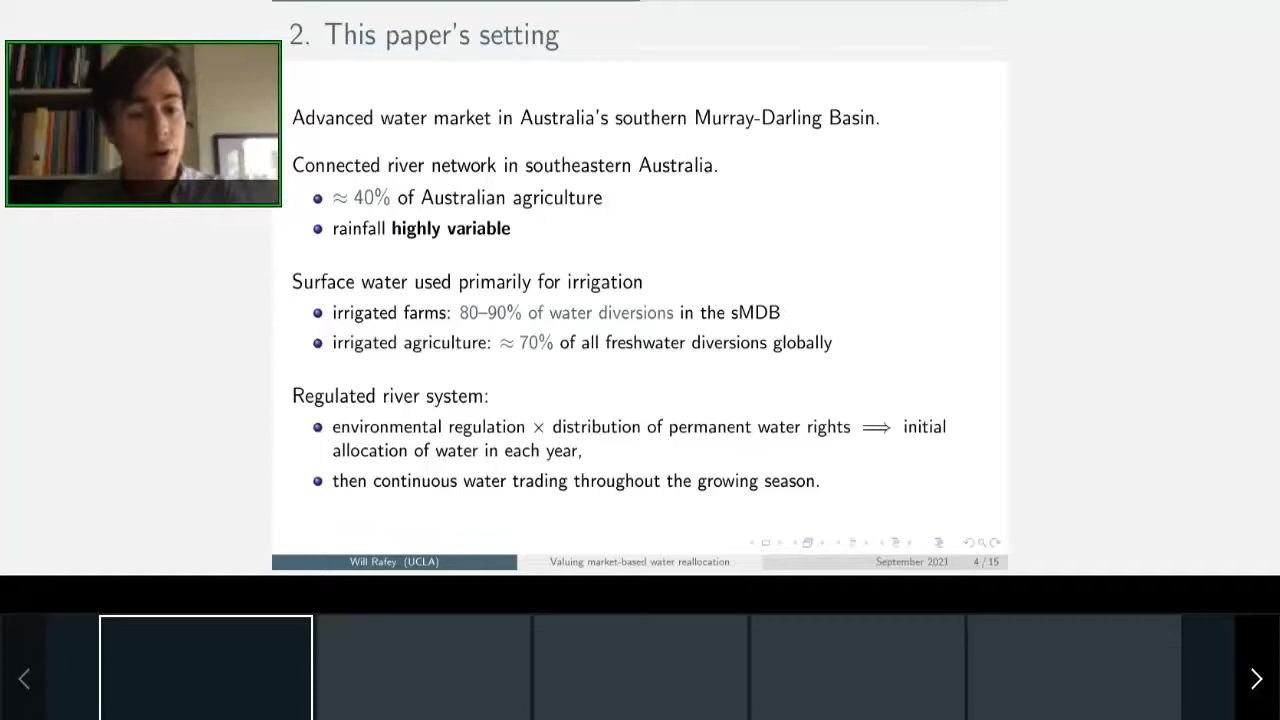 2. This paper's setting
Advanced water market in Australia's southern Murray-Darling Basin.
Connected river network in southeastern Australia.
≈ 40% of Australian agriculture
rainfall highly variable
Surface water used primarily for irrigation
irrigated farms: 80–90% of water diversions in the sMDB
irrigated agriculture: ≈ 70% of all freshwater diversions globally
Regulated river system:
environmental regulation × distribution of permanent water rights ⟹ initial
allocation of water in each year,
then continuous water trading throughout the growing season.
Will Rafey (UCLA) Valuing market-based water reallocation September 2021 4 / 15